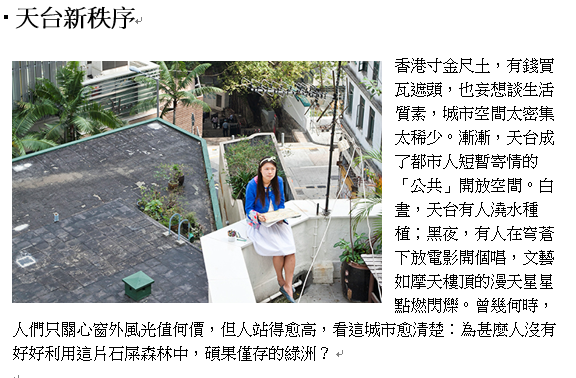 天台新秩序
香港寸金尺土，有錢買
瓦遮頭，也妄想談生活
質素，城市空間太密集
太稀少。漸漸，天台成
了都市人短暫寄情的
「公共」開放空間。白
晝，天台有人澆水種
植；黑夜，有人在穹蒼
下放電影開個唱，文藝
如摩天樓頂的漫天星星
點燃閃爍。曾幾何時，
人們只關心窗外風光值何價，但人站得愈高，看這城市愈清楚：為甚麼人沒有
好好利用這片石屎森林中，碩果僅存的綠洲？